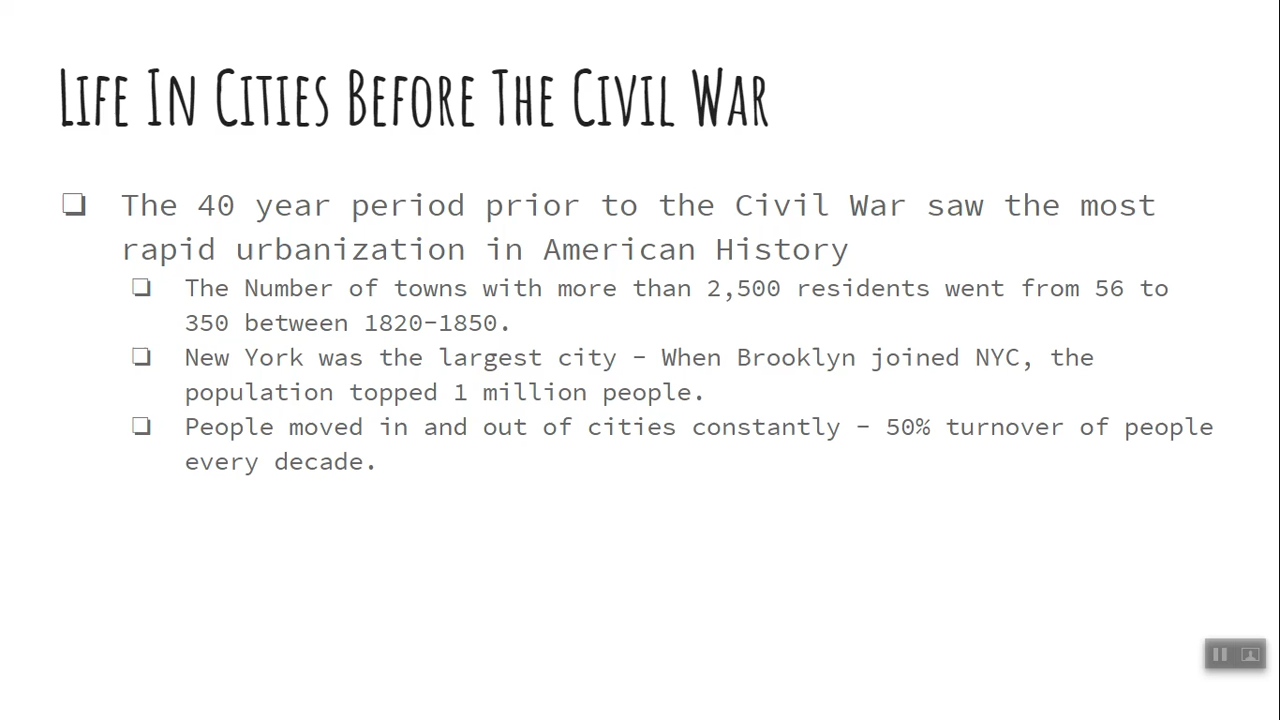 Life In Cities Before The Civil War
❏ The 40 year period prior to the Civil War saw the most
rapid urbanization in American History
❏ The Number of towns with more than 2,500 residents went from 56 to
350 between 1820-1850.
❏ New York was the largest city - When Brooklyn joined NYC, the
population topped 1 million people.
❏ People moved in and out of cities constantly - 50% turnover of people
every decade.